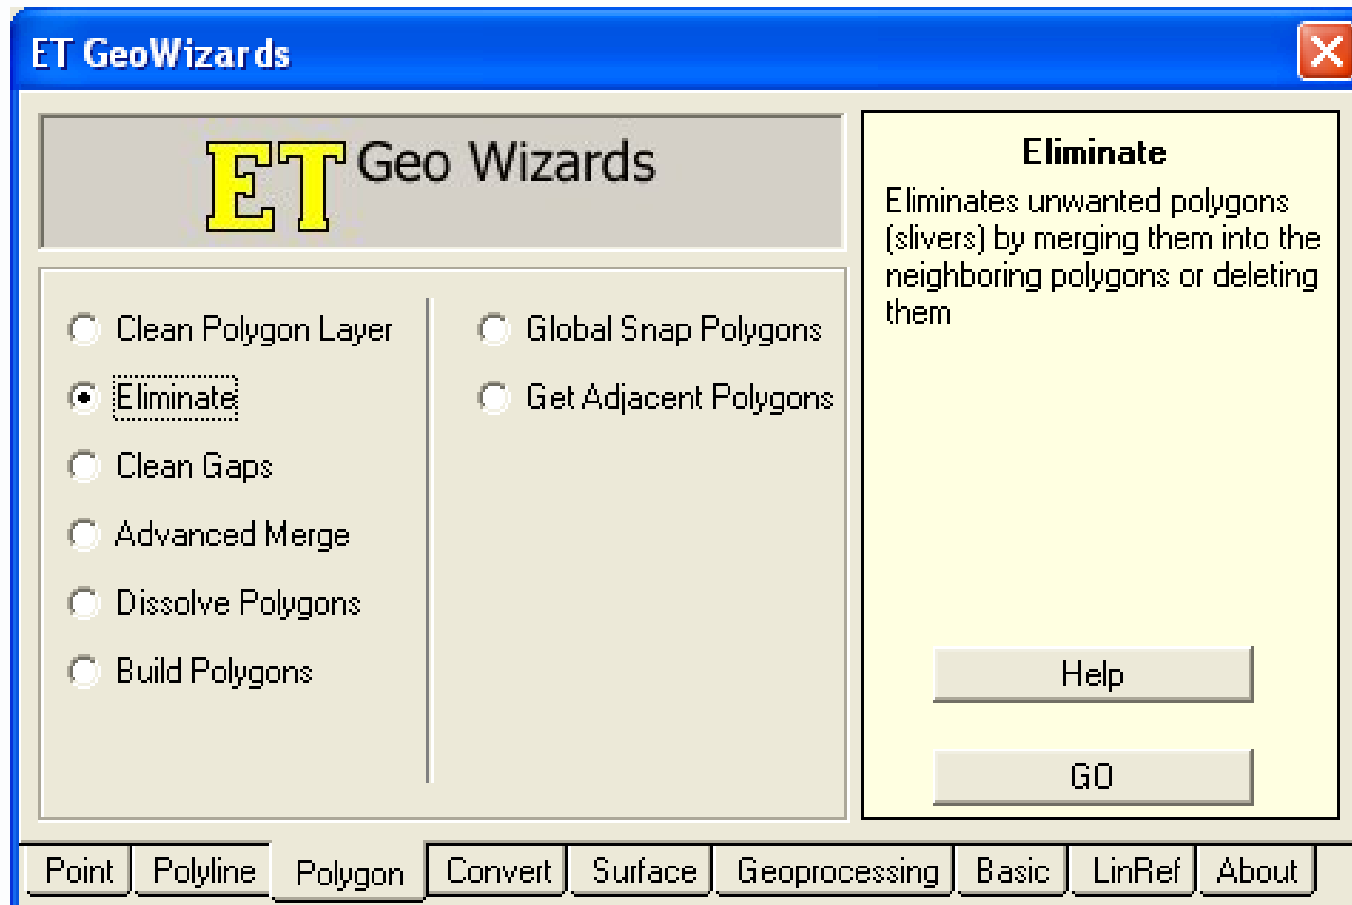 ET GeoWizards
ET Geo Wizards
Clean Polygon Layer
Eliminate
Clean Gaps
Advanced Merge
Dissolve Polygons
Build Polygons
Global Snap Polygons
Get Adjacent Polygons
Eliminate
Eliminates unwanted polygons
(slivers) by merging them into the
neighboring polygons or deleting
them
Help
GO
Point Polyline Polygon Convert Surface Geoprocessing Basic LinRef About